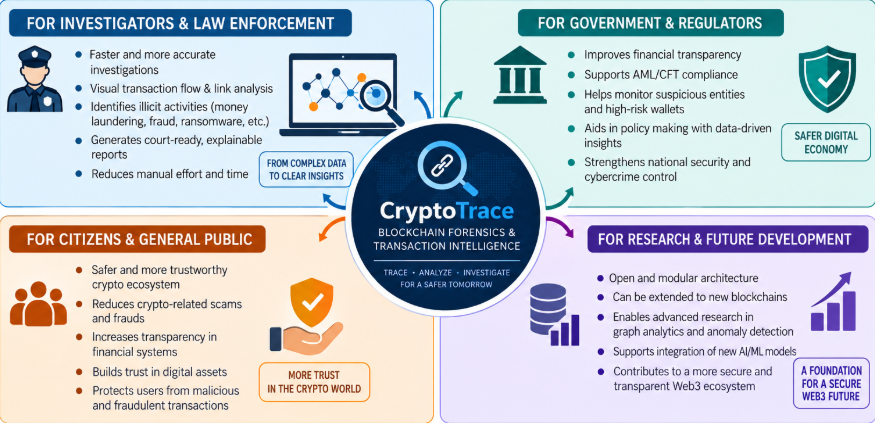 FOR INVESTIGATORS & LAW ENFORCEMENT
• Faster and more accurate
investigations
• Visual transaction flow & link analysis
• Identifies illicit activities (money
laundering, fraud, ransomware, etc.)
• Generates court-ready, explainable
reports
• Reduces manual effort and time
FROM COMPLEX DATA
TO CLEAR INSIGHTS
FOR GOVERNMENT & REGULATORS
• Improves financial transparency
• Supports AML/CFT compliance
• Helps monitor suspicious entities
and high-risk wallets
• Aids in policy making with data-driven
insights
• Strengthens national security and
cybercrime control
SAFER DIGITAL
ECONOMY
CryptoTrace
BLOCKCHAIN FORENSICS &
TRANSACTION INTELLIGENCE
TRACE • ANALYZE • INVESTIGATE
FOR A SAFER TOMORROW
FOR CITIZENS & GENERAL PUBLIC
• Safer and more trustworthy
crypto ecosystem
• Reduces crypto-related scams
and frauds
• Increases transparency in
financial systems
• Builds trust in digital assets
• Protects users from malicious
and fraudulent transactions
MORE TRUST
IN THE CRYPTO WORLD
FOR RESEARCH & FUTURE DEVELOPMENT
• Open and modular architecture
• Can be extended to new blockchains
• Enables advanced research in
graph analytics and anomaly detection
• Supports integration of new AI/ML models
• Contributes to a more secure and
transparent Web3 ecosystem
A FOUNDATION
FOR A SECURE
WEB3 FUTURE